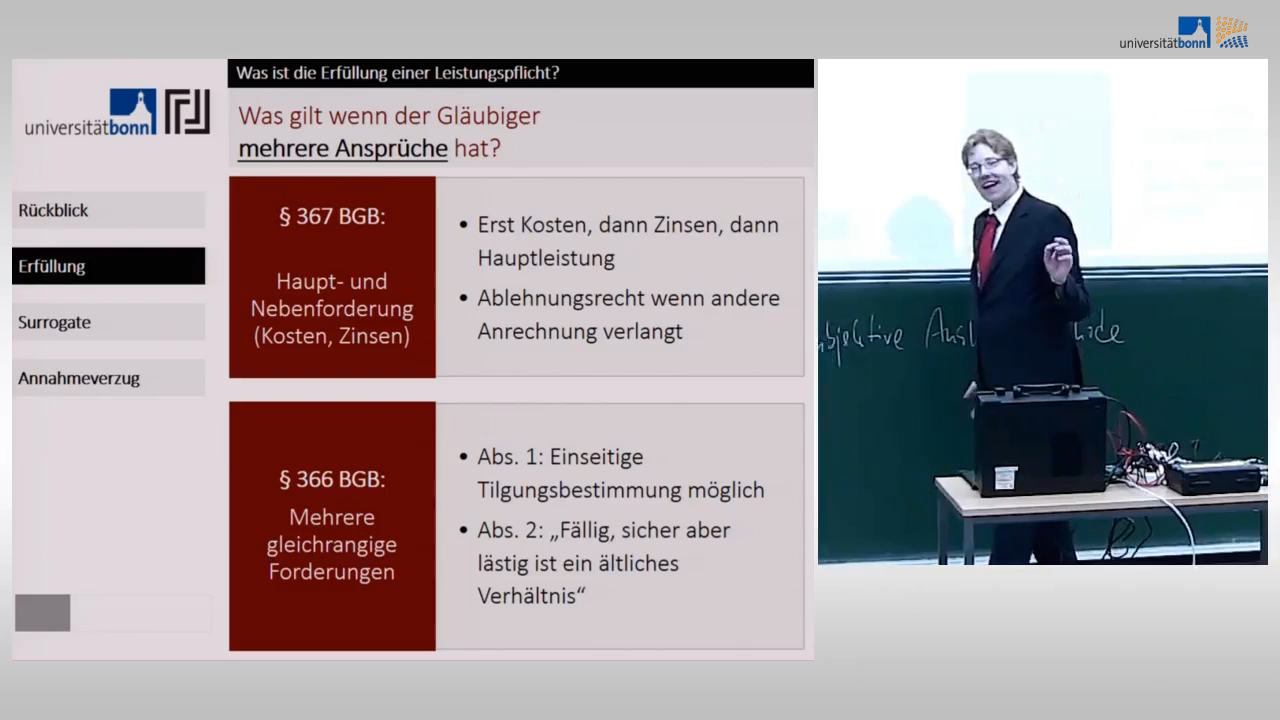 universitätbonn
Was ist die Erfüllung einer Leistungspflicht?
universitätbonn
Was gilt wenn der Gläubiger
mehrere Ansprüche hat?
Rückblick
Erfüllung
Surrogate
Annahmeverzug
§ 367 BGB:
Haupt- und
Nebenforderung
(Kosten, Zinsen)
• Erst Kosten, dann Zinsen, dann
Hauptleistung
• Ablehnungsrecht wenn andere
Anrechnung verlangt
§ 366 BGB:
Mehrere
gleichrangige
Forderungen
• Abs. 1: Einseitige
Tilgungsbestimmung möglich
• Abs. 2: „Fällig, sicher aber
lästig ist ein ältliches
Verhältnis“